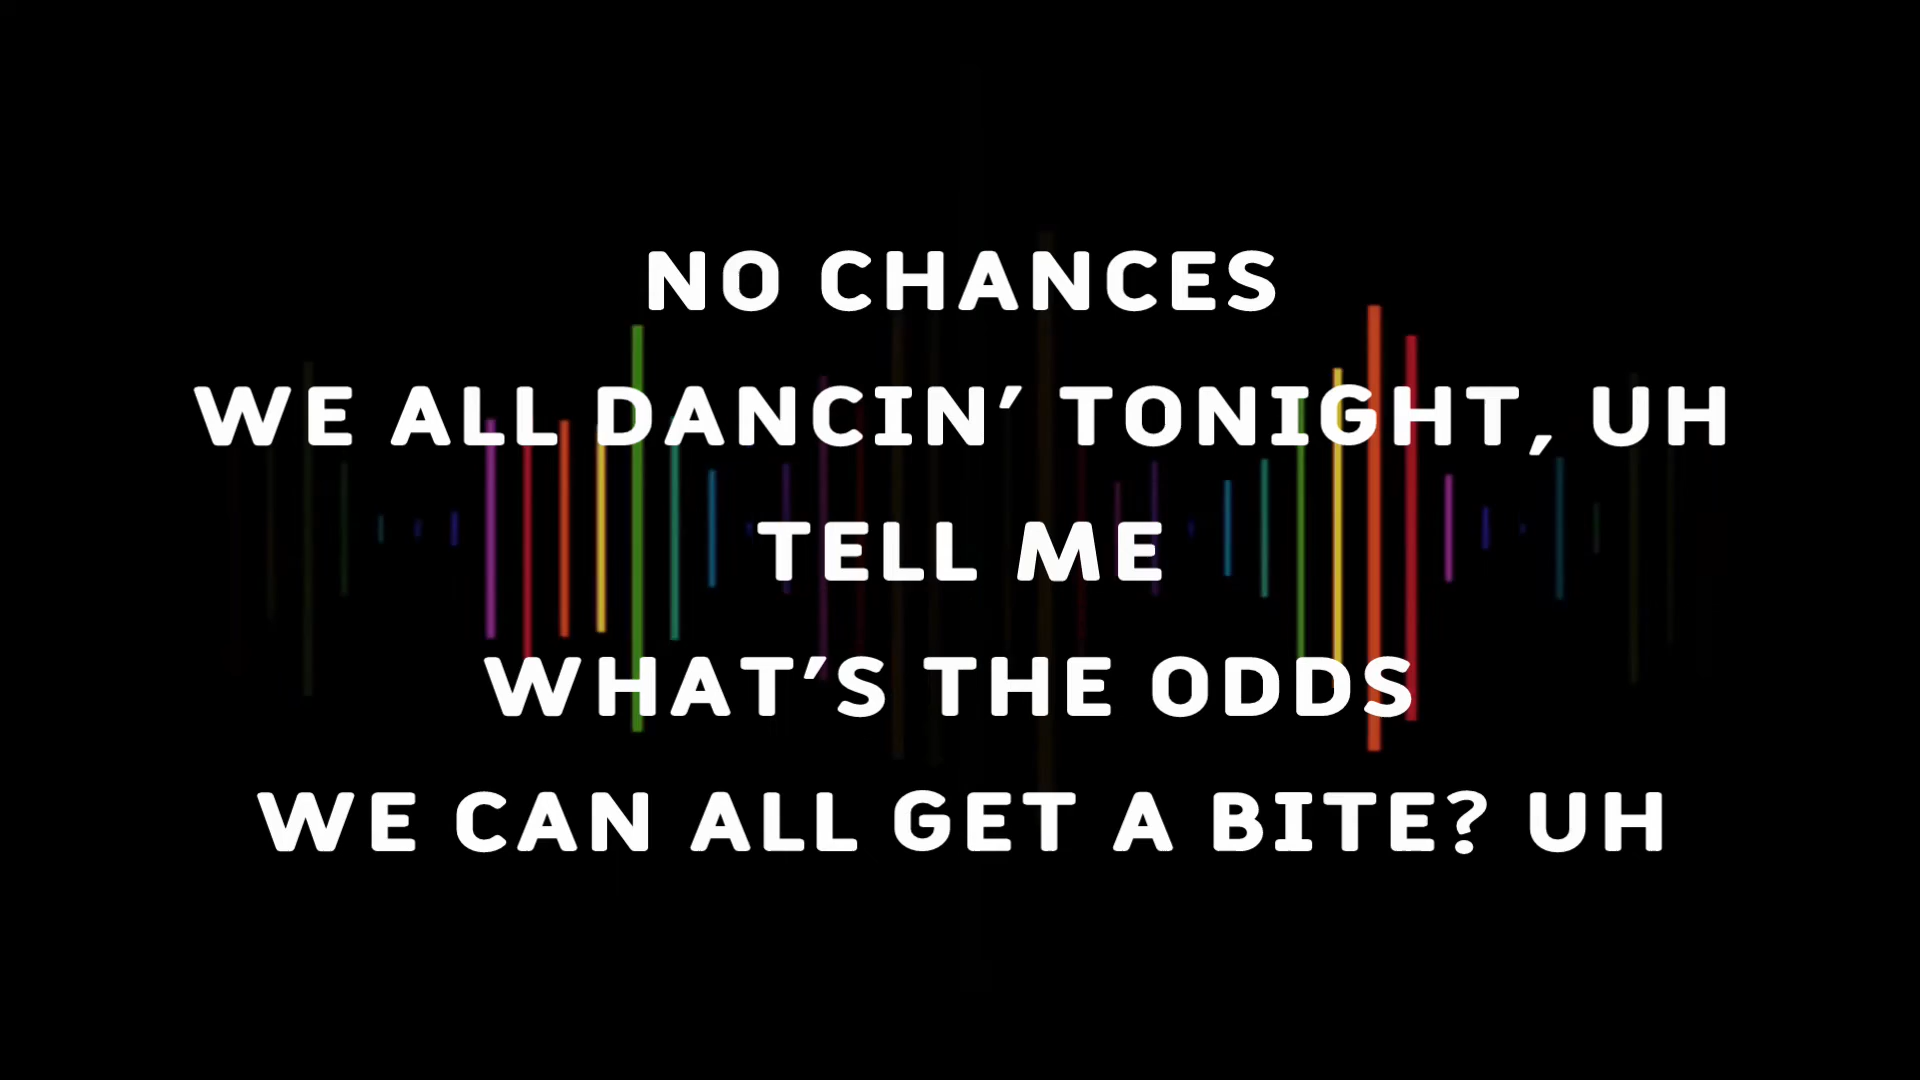 NO CHANCES
WE ALL DANCIN' TONIGHT, UH
TELL ME
WHAT'S THE ODDS
WE CAN ALL GET A BITE? UH